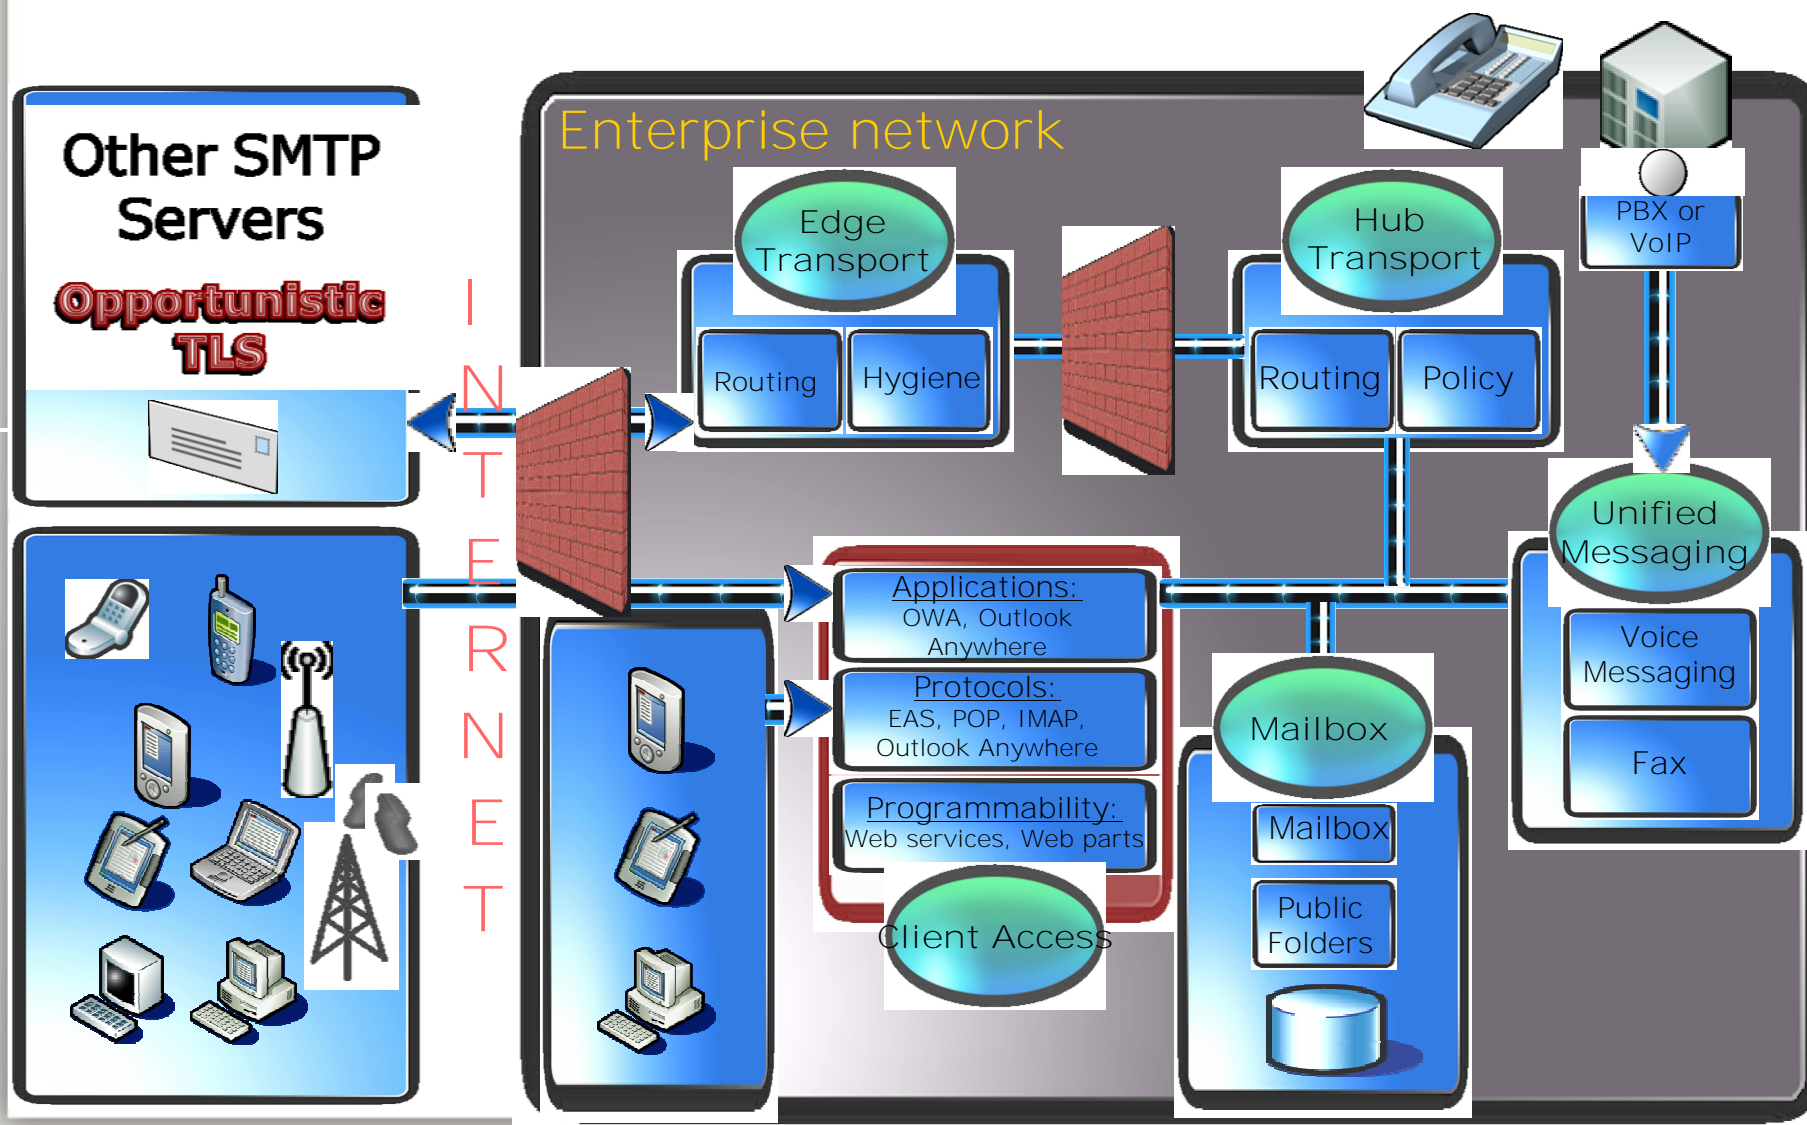 Other SMTP
Servers
Opportunistic
TLS
INTERNET
Enterprise network
Edge
Transport
Routing
Hygiene
Hub
Transport
Routing
Policy
PBX or
VoIP
Unified
Messaging
Voice
Messaging
Fax
Applications:
OWA, Outlook
Anywhere
Protocols:
EAS, POP, IMAP,
Outlook Anywhere
Programmability:
Web services, Web parts
Client Access
Mailbox
Mailbox
Public
Folders